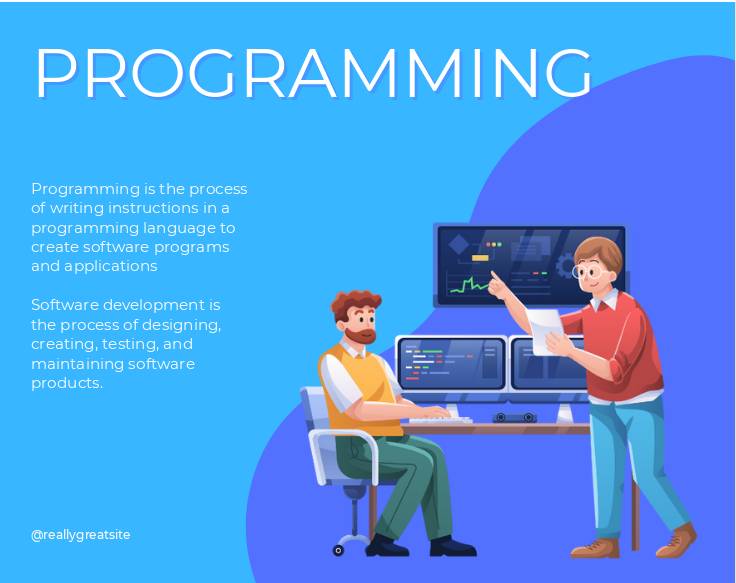 PROGRAMMING
Programming is the process
of writing instructions in a
programming language to
create software programs
and applications
Software development is
the process of designing,
creating, testing, and
maintaining software
products.
@reallygreatsite